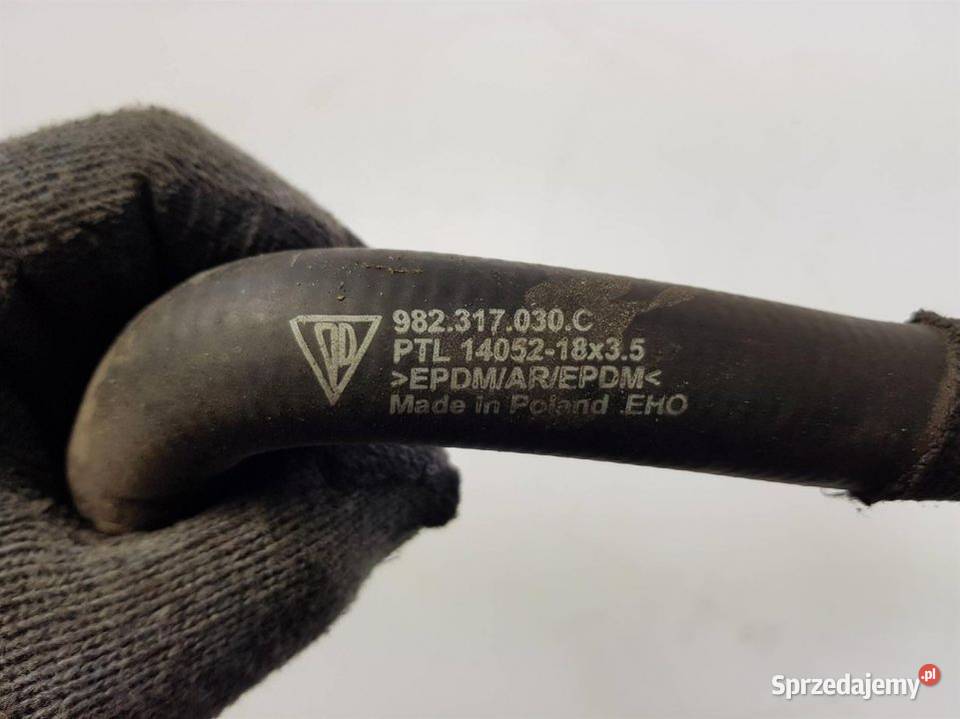 982.317.030.C
PTL 14052-18x3.5
>EPDM/AR/EPDM<
Made in Poland EHO
Sprzedajemy.pl